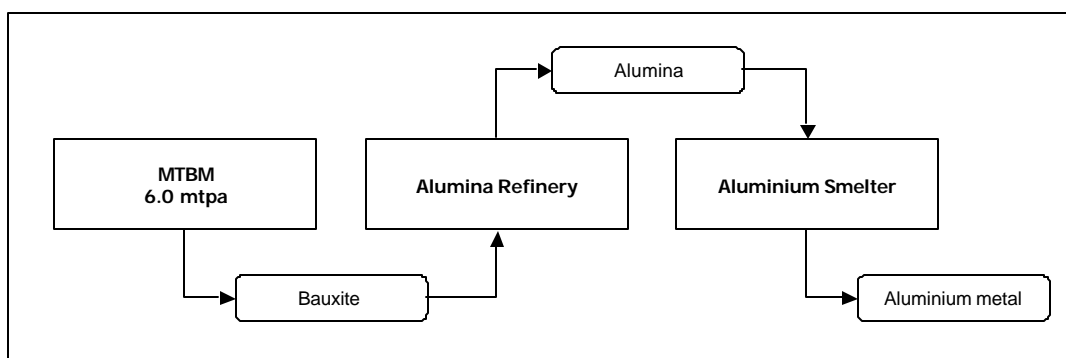 Alumina
MTBM
6.0 mtpa
Alumina Refinery
Aluminium Smelter
Bauxite
Aluminium metal